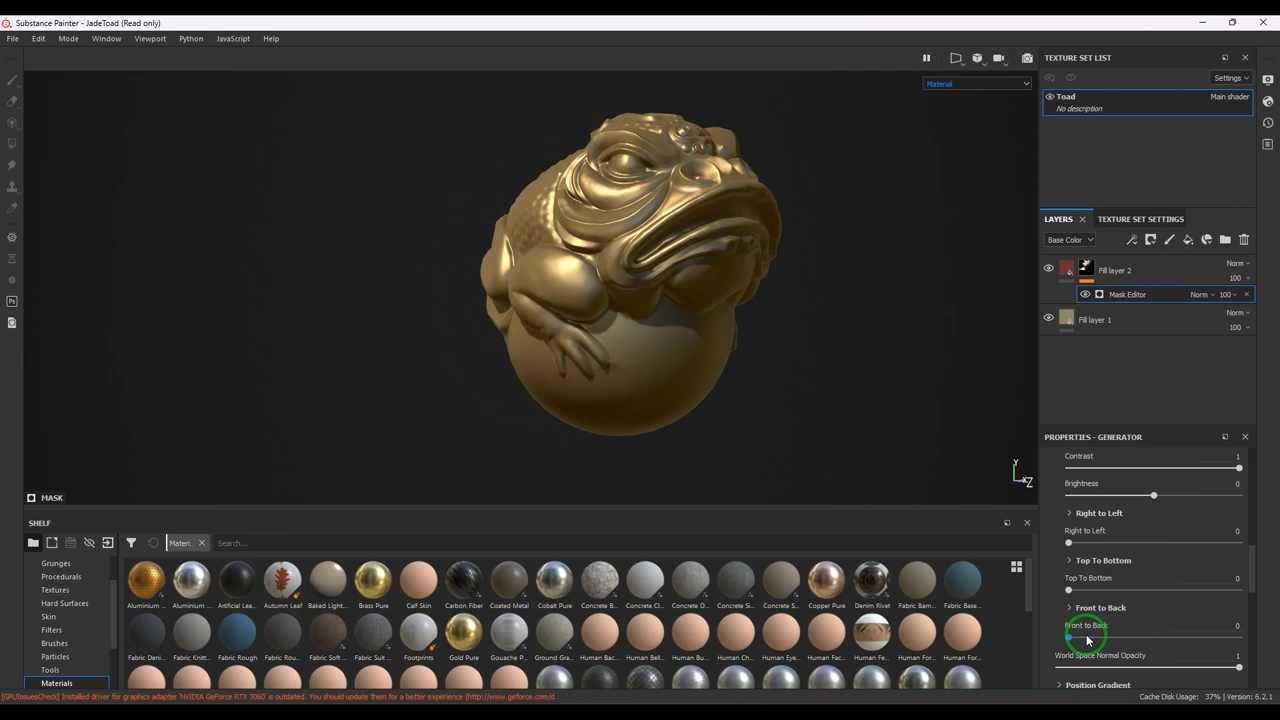 Substance Painter - JadeToad (Read only)
File Edit Mode Window Viewport Python JavaScript Help
Material
TEXTURE SET LIST
Settings
Toad Main shader
No description
LAYERS TEXTURE SET SETTINGS
Base Color
Fill layer 2 Norm
100
Mask Editor Norm 100
Fill layer 1 Norm
100
PROPERTIES - GENERATOR
Contrast 1
Brightness 0
Right to Left
Right to Left 0
Top To Bottom
Top To Bottom 0
Front to Back
Front to Back 0
World Space Normal Opacity 1
Position Gradient
Y
Z
MASK
SHELF
Materi...
Search...
Grunges
Procedurals
Textures
Hard Surfaces
Skin
Filters
Brushes
Particles
Tools
Materials
Aluminium ... Aluminium ... Artificial Lea... Autumn Leaf Baked Light... Brass Pure Calf Skin Carbon Fiber Coated Metal Cobalt Pure Concrete B... Concrete Cl... Concrete D... Concrete Si... Concrete S... Copper Pure Denim Rivet Fabric Bam... Fabric Base...
Fabric Deni... Fabric Knitt... Fabric Rough Fabric Rou... Fabric Soft ... Fabric Suit ... Footprints Gold Pure Gouache P... Ground Gra... Human Bac... Human Bell... Human Bu... Human Ch... Human Eye... Human Fac... Human Fe... Human For... Human For...
[GPUIssuesCheck] Installed driver for graphics adapter 'NVIDIA GeForce RTX 3060' is outdated. You should update them for a better experience (http://www.geforce.com/d...
Cache Disk Usage: 37% | Version: 6.2.1